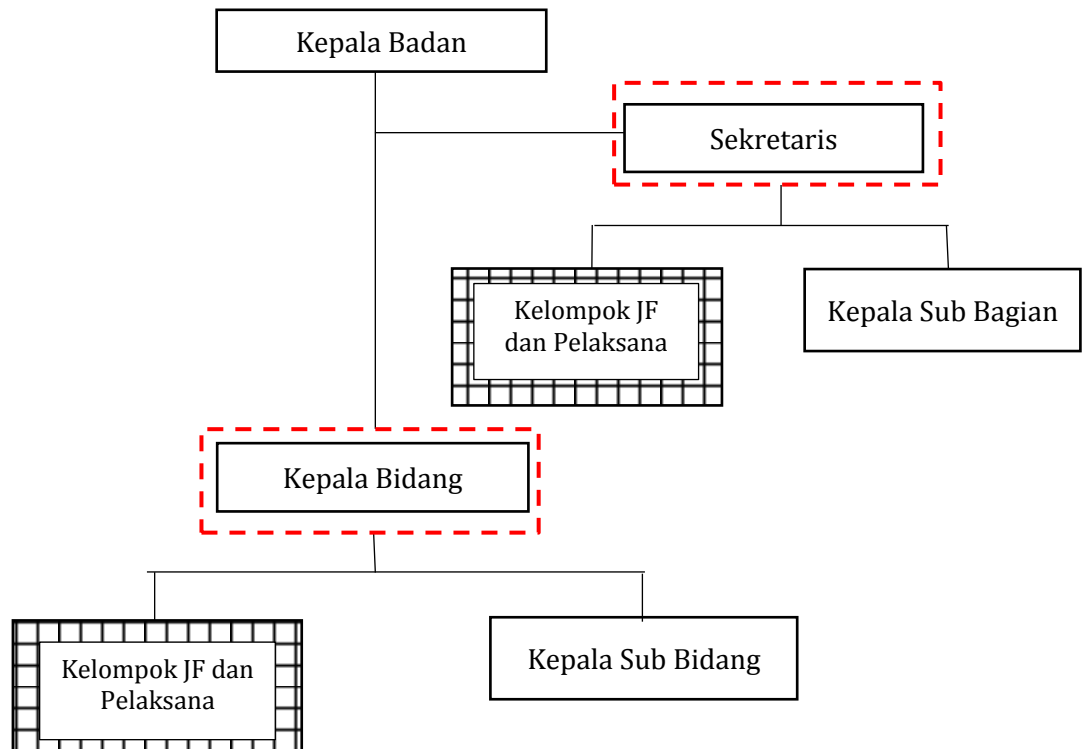 Kepala Badan
Sekretaris
Kelompok JF
dan Pelaksana
Kepala Sub Bagian
Kepala Bidang
Kelompok JF dan
Pelaksana
Kepala Sub Bidang